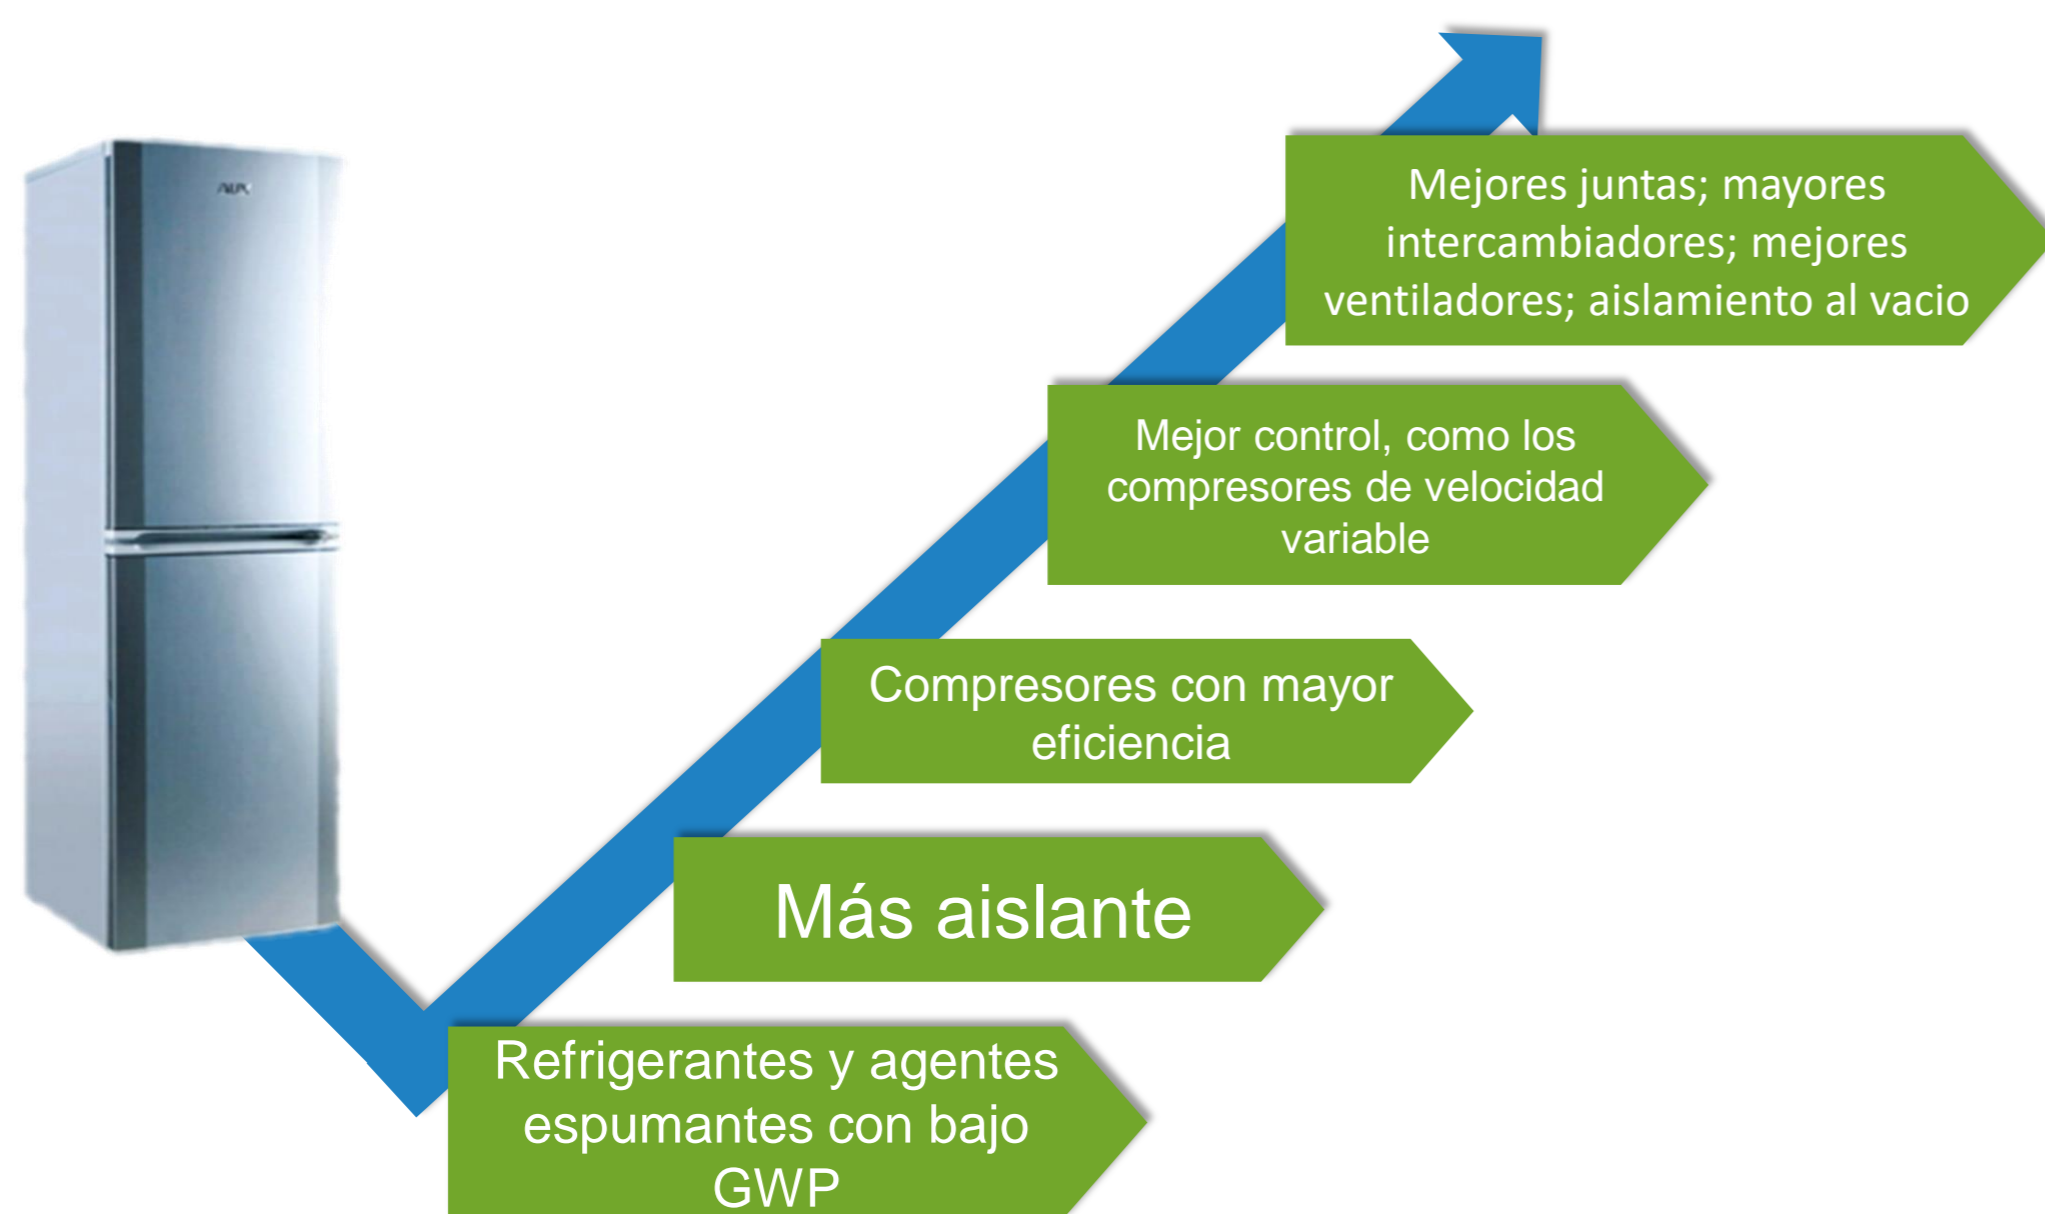 AUX
Mejores juntas; mayores
intercambiadores; mejores
ventiladores; aislamiento al vacio
Mejor control, como los
compresores de velocidad
variable
Compresores con mayor
eficiencia
Más aislante
Refrigerantes y agentes
espumantes con bajo
GWP